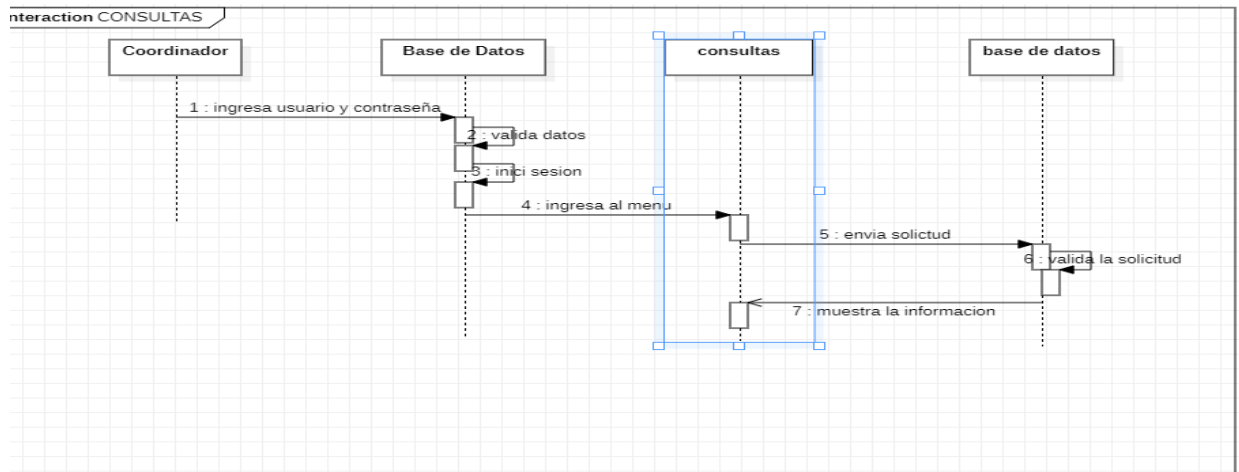 nteraction CONSULTAS
Coordinador
Base de Datos
consultas
base de datos
1 : ingresa usuario y contraseña
2 : valida datos
3 : inici sesion
4 : ingresa al menu
5 : envia solictud
6 : valida la solicitud
7 : muestra la informacion